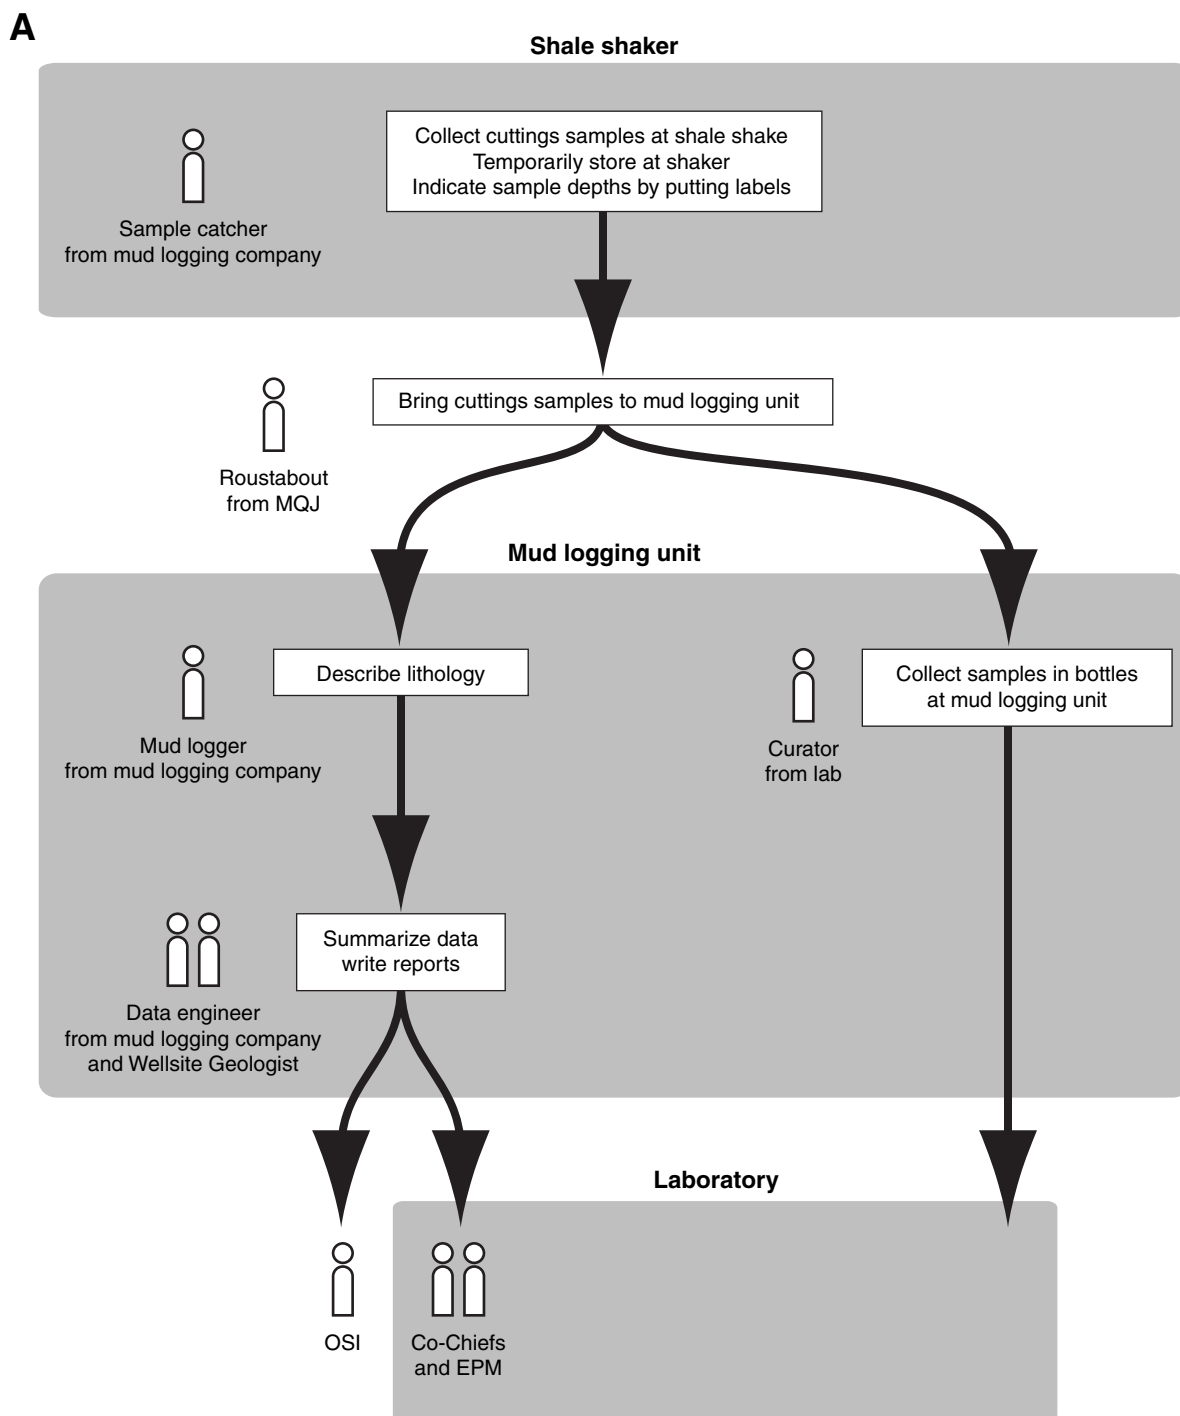 A
Shale shaker
Collect cuttings samples at shale shake
Temporarily store at shaker
Indicate sample depths by putting labels
Sample catcher
from mud logging company
Bring cuttings samples to mud logging unit
Roustabout
from MQJ
Mud logging unit
Describe lithology
Mud logger
from mud logging company
Collect samples in bottles
at mud logging unit
Curator
from lab
Summarize data
write reports
Data engineer
from mud logging company
and Wellsite Geologist
Laboratory
OSI
Co-Chiefs
and EPM